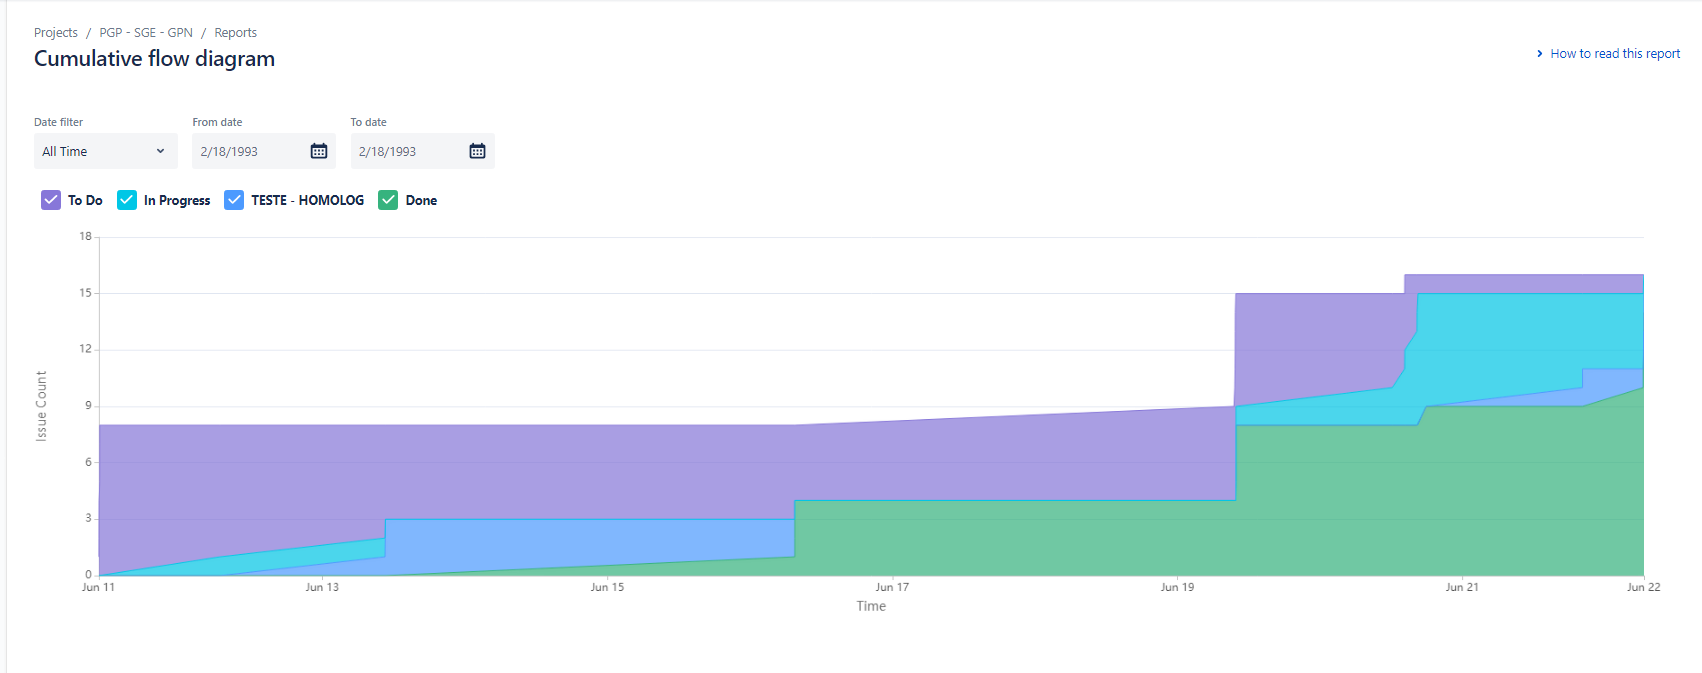 Projects / PGP - SGE - GPN / Reports
Cumulative flow diagram
How to read this report
Date filter From date To date
All Time 2/18/1993 2/18/1993
To Do In Progress TESTE - HOMOLOG Done
18
15
12
9
6
3
0
Issue Count
Jun 11 Jun 13 Jun 15 Jun 17 Jun 19 Jun 21 Jun 22
Time